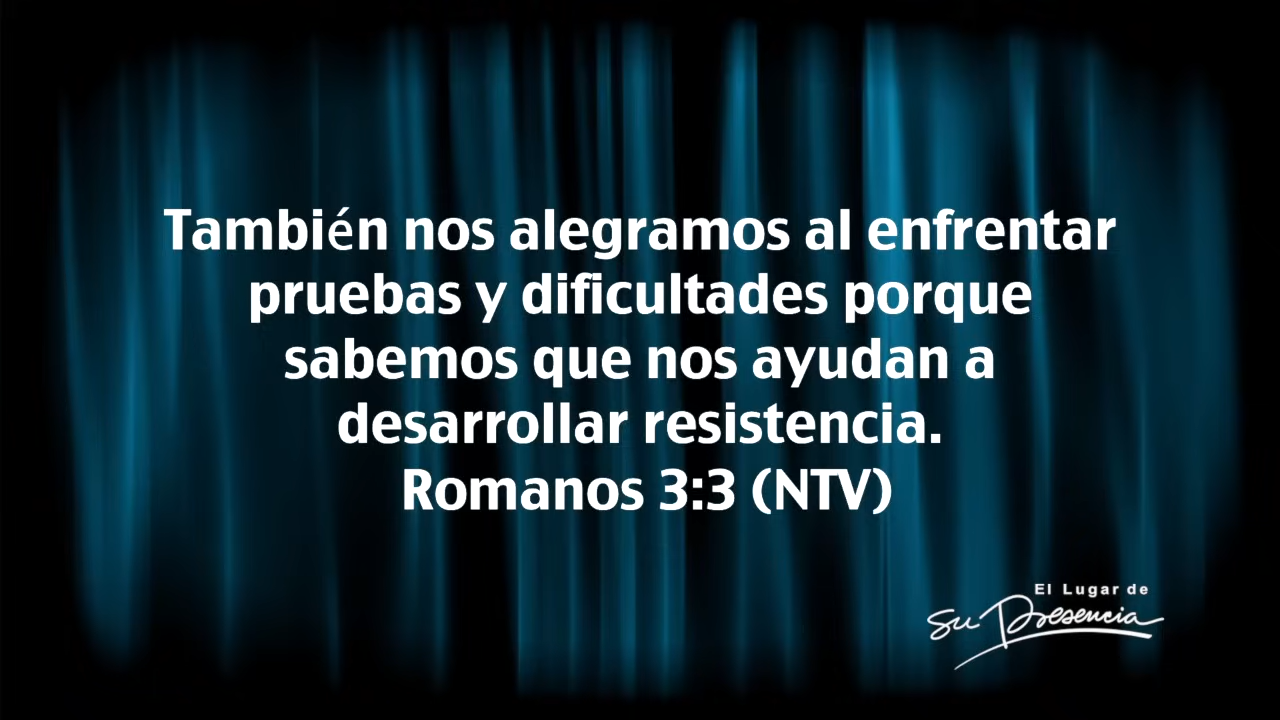 También nos alegramos al enfrentar
pruebas y dificultades porque
sabemos que nos ayudan a
desarrollar resistencia.
Romanos 3:3 (NTV)
El Lugar de
Su Presencia